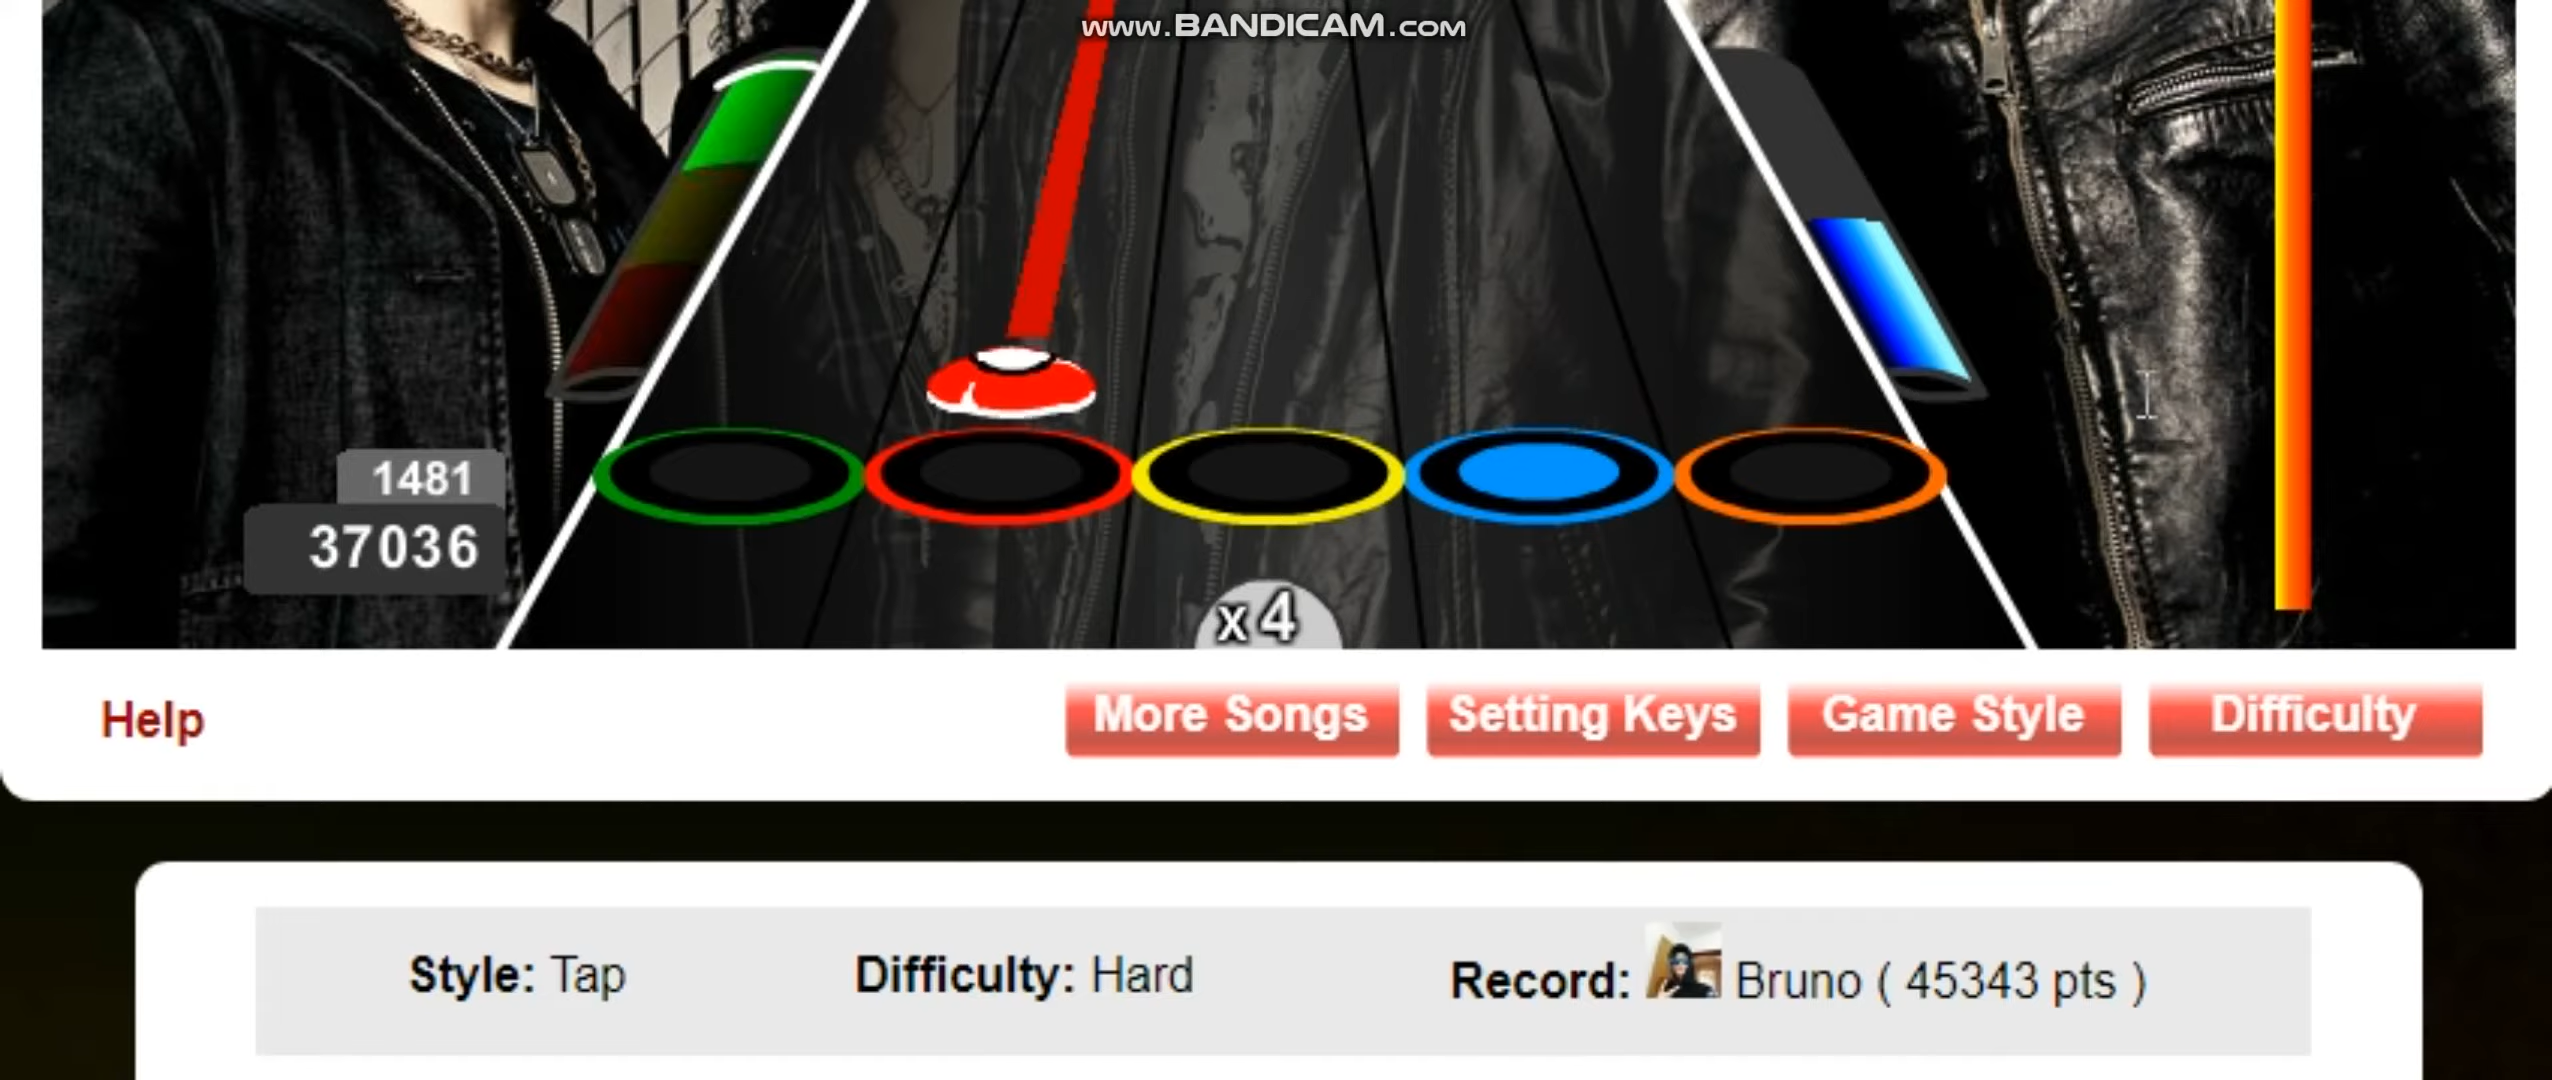 www.BANDICAM.com
1481
37036
x4
Help
More Songs
Setting Keys
Game Style
Difficulty
Style: Tap
Difficulty: Hard
Record: Bruno ( 45343 pts )